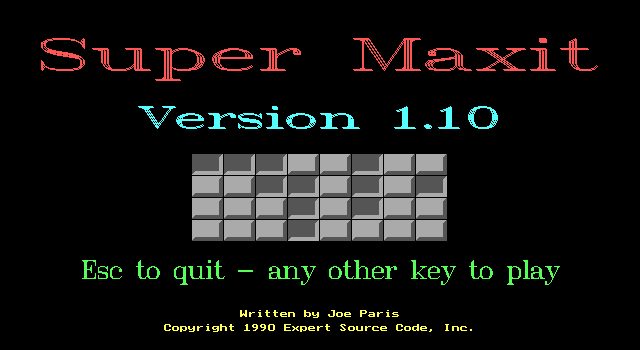 Super Maxit
Version 1.10
Esc to quit - any other key to play
Written by Joe Paris
Copyright 1990 Expert Source Code, Inc.